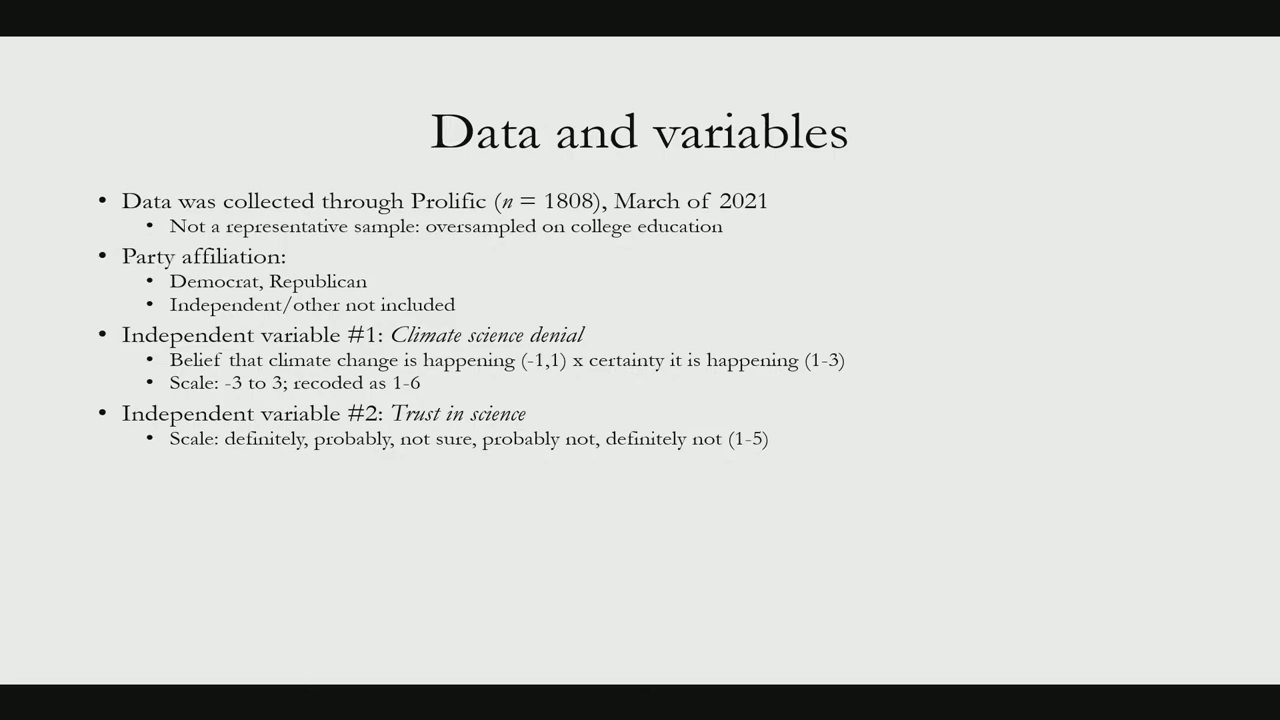 Data and variables
• Data was collected through Prolific (n = 1808), March of 2021
• Not a representative sample: oversampled on college education
• Party affiliation:
• Democrat, Republican
• Independent/other not included
• Independent variable #1: Climate science denial
• Belief that climate change is happening (-1,1) x certainty it is happening (1-3)
• Scale: -3 to 3; recoded as 1-6
• Independent variable #2: Trust in science
• Scale: definitely, probably, not sure, probably not, definitely not (1-5)